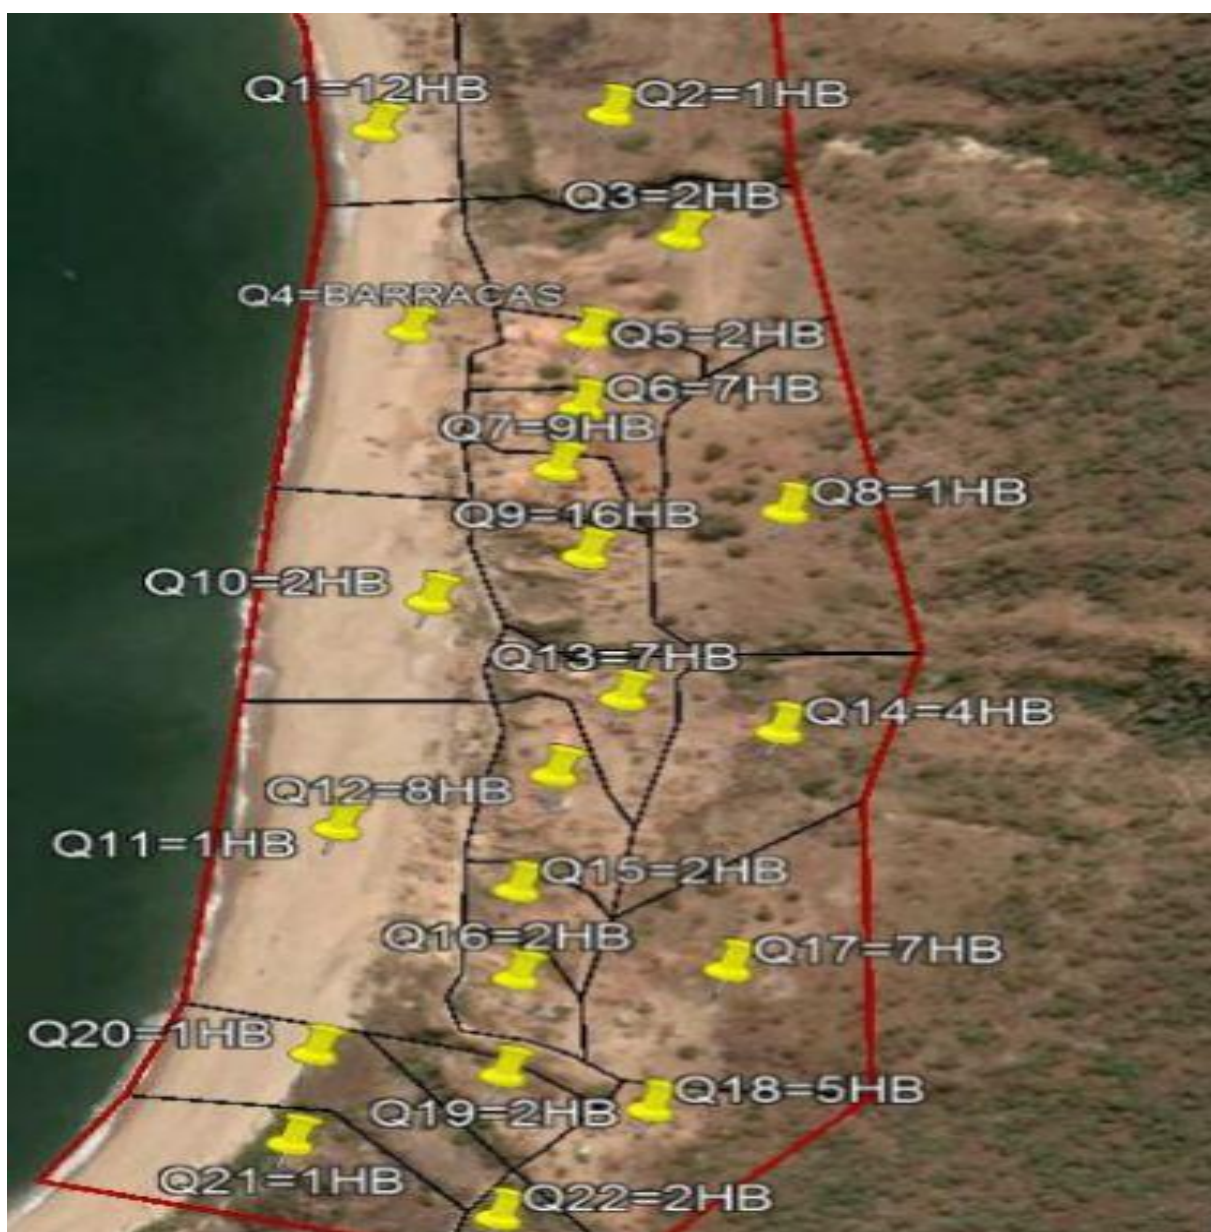 Q1=12HB
Q2=1HB
Q3=2HB
Q4=BARRACAS
Q5=2HB
Q6=7HB
Q7=9HB
Q8=1HB
Q9=16HB
Q10=2HB
Q13=7HB
Q14=4HB
Q12=8HB
Q11=1HB
Q15=2HB
Q16=2HB
Q17=7HB
Q20=1HB
Q18=5HB
Q19=2HB
Q21=1HB
Q22=2HB